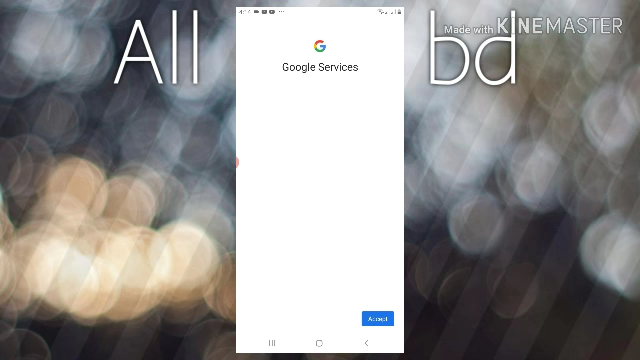 All
bd
Made with KINEMASTER
Google Services
Accept